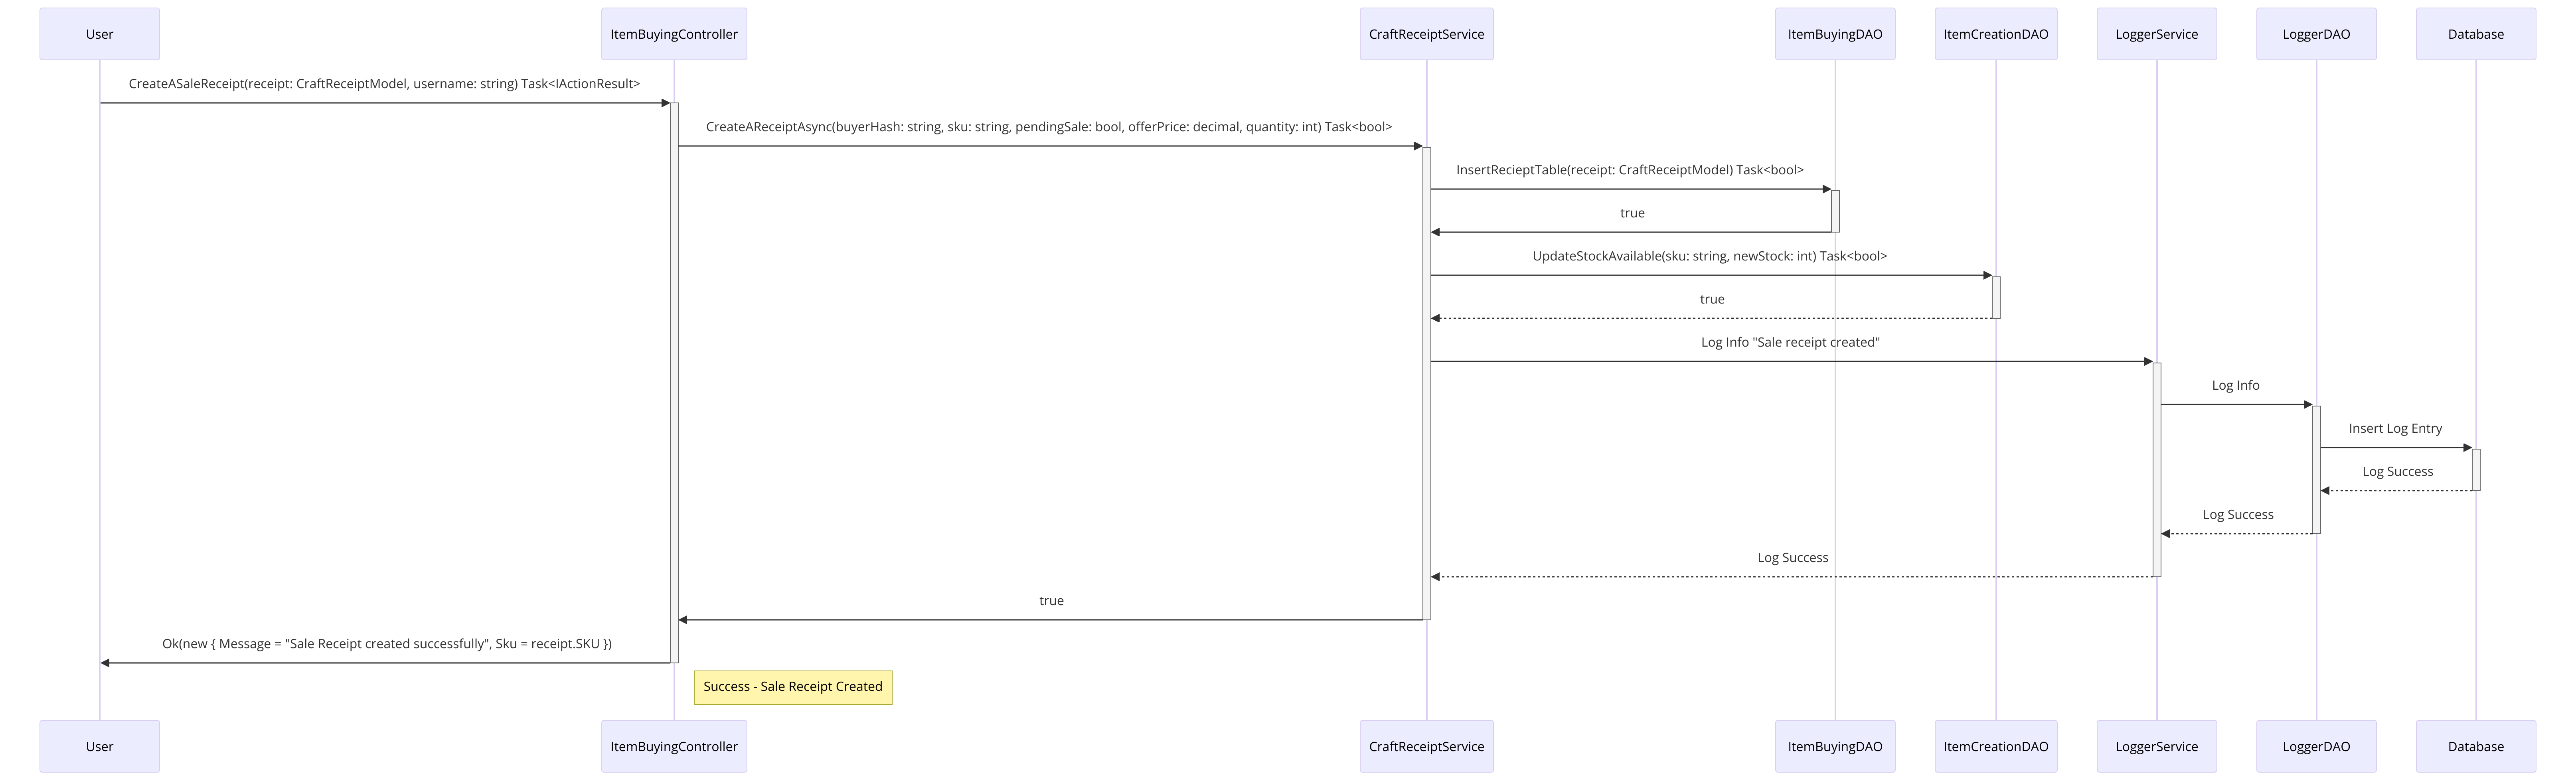 User
ItemBuyingController
CraftReceiptService
ItemBuyingDAO
ItemCreationDAO
LoggerService
LoggerDAO
Database
CreateASaleReceipt(receipt: CraftReceiptModel, username: string) Task<IActionResult>
CreateAReceiptAsync(buyerHash: string, sku: string, pendingSale: bool, offerPrice: decimal, quantity: int) Task<bool>
InsertRecieptTable(receipt: CraftReceiptModel) Task<bool>
true
UpdateStockAvailable(sku: string, newStock: int) Task<bool>
true
Log Info "Sale receipt created"
Log Info
Insert Log Entry
Log Success
Log Success
Log Success
true
Ok(new { Message = "Sale Receipt created successfully", Sku = receipt.SKU })
Success - Sale Receipt Created
User
ItemBuyingController
CraftReceiptService
ItemBuyingDAO
ItemCreationDAO
LoggerService
LoggerDAO
Database